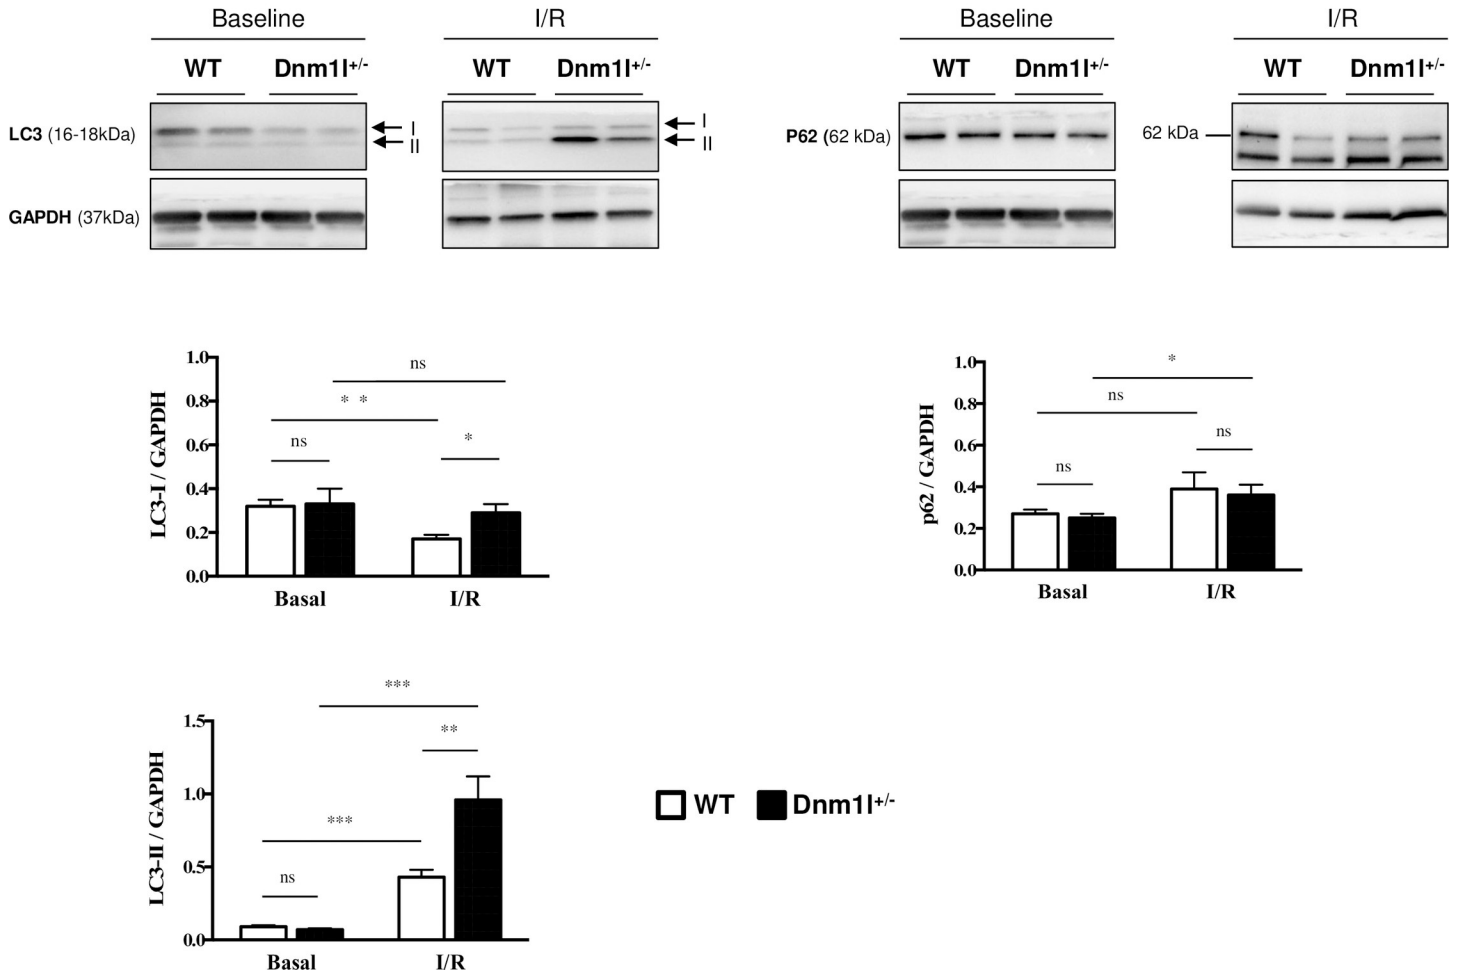 Baseline
I/R
Baseline
I/R
WT
Dnm1l+/-
WT
Dnm1l+/-
WT
Dnm1l+/-
WT
Dnm1l+/-
LC3 (16-18kDa)
I
II
I
II
P62 (62 kDa)
62 kDa
GAPDH (37kDa)
LC3-I / GAPDH
1.0
0.8
0.6
0.4
0.2
0.0
ns
* *
ns
*
Basal
I/R
p62 / GAPDH
1.0
0.8
0.6
0.4
0.2
0.0
*
ns
ns
ns
Basal
I/R
LC3-II / GAPDH
1.5
1.0
0.5
0.0
***
**
***
ns
Basal
I/R
WT
Dnm1l+/-